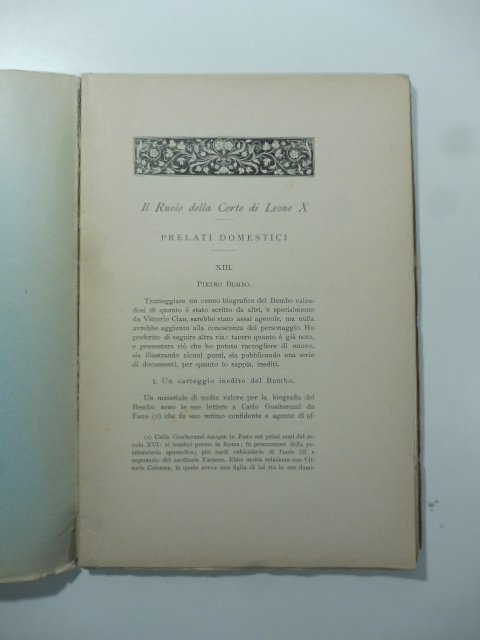 Il Ruolo della Corte di Leone X
PRELATI DOMESTICI
XIII.
PIETRO BEMBO.
Tratteggiare un cenno biografico del Bembo valen-
dosi di quanto è stato scritto da altri, e specialmente
da Vittorio Cian, sarebbe stato assai agevole, ma nulla
avrebbe aggiunto alla conoscenza del personaggio. Ho
preferito di seguire altra via: tacere quanto è già noto,
e presentare ciò che ho potuto raccogliere di nuovo,
sia illustrando alcuni punti, sia pubblicando una serie
di documenti, per quanto io sappia, inediti.
1. Un carteggio inedito del Bembo.
Un materiale di molto valore per la biografia del
Bembo sono le sue lettere a Carlo Gualteruzzi da
Fano (1) che fu suo intimo confidente e agente di af-
(1) Carlo Gualteruzzi nacque in Fano nei primi anni del se-
colo XVI: si trasferì presto in Roma; fu procuratore della pe-
nitenzieria apostolica; più tardi cubiculario di Paolo III e
segretario del cardinale Farnese. Ebbe molta relazione con Vit-
toria Colonna, la quale aveva una figlia di lui tra le sue dami-